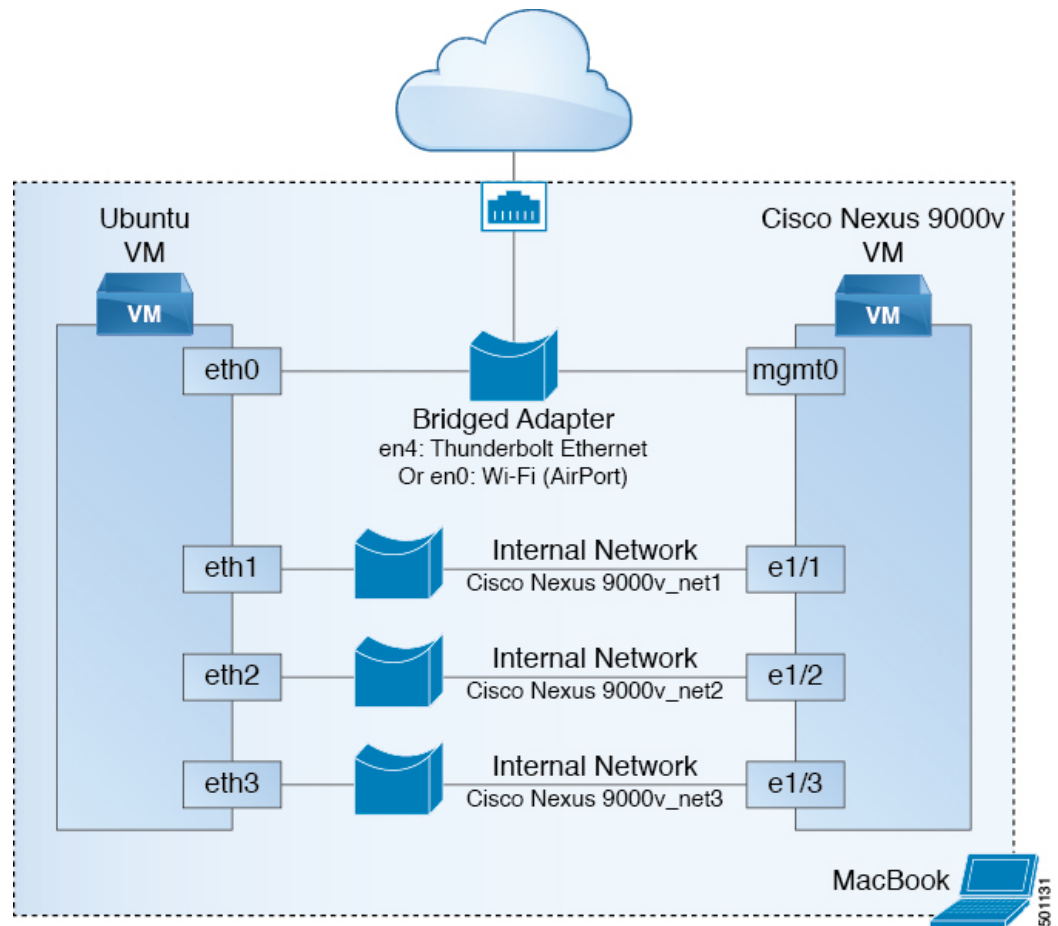 Ubuntu
VM
Cisco Nexus 9000v
VM
VM
VM
eth0
mgmt0
Bridged Adapter
en4: Thunderbolt Ethernet
Or en0: Wi-Fi (AirPort)
eth1
Internal Network
Cisco Nexus 9000v_net1
e1/1
eth2
Internal Network
Cisco Nexus 9000v_net2
e1/2
eth3
Internal Network
Cisco Nexus 9000v_net3
e1/3
MacBook
501131